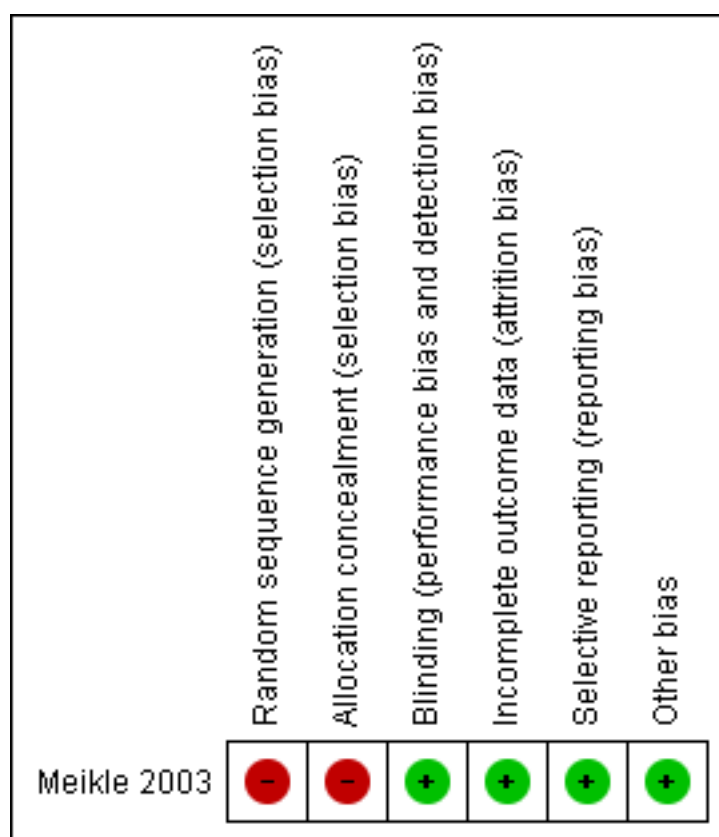 Random sequence generation (selection bias)
Allocation concealment (selection bias)
Blinding (performance bias and detection bias)
Incomplete outcome data (attrition bias)
Selective reporting (reporting bias)
Other bias
Meikle 2003 - - + + + +